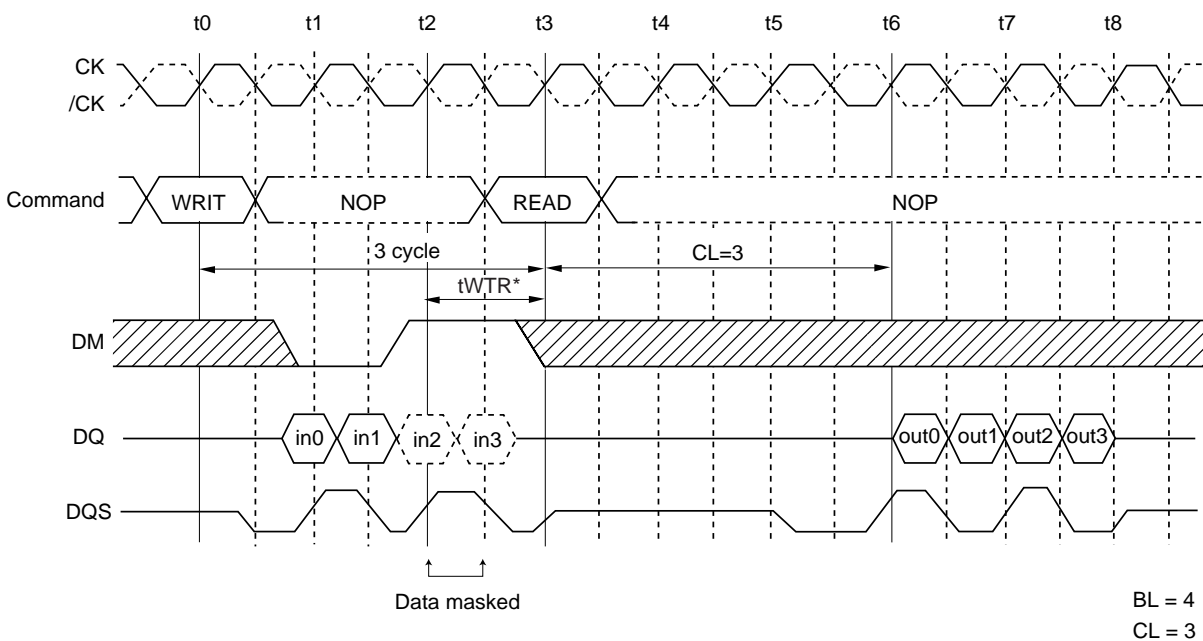 t0 t1 t2 t3 t4 t5 t6 t7 t8
CK
/CK
Command WRIT NOP READ NOP
3 cycle CL=3
tWTR*
DM
DQ in0 in1 in2 in3 out0 out1 out2 out3
DQS
Data masked
BL = 4
CL = 3